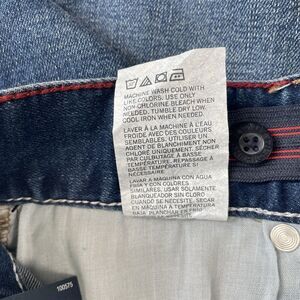 MACHINE WASH COLD WITH
LIKE COLORS. USE ONLY
NON-CHLORINE BLEACH WHEN
NEEDED. TUMBLE DRY LOW.
COOL IRON WHEN NEEDED.
LAVER À LA MACHINE À L'EAU
FROIDE AVEC DES COULEURS
SEMBLABLES. UTILISER UN
AGENT DE BLANCHIMENT NON
CHLORÉ UNIQUEMENT. SÉCHER
PAR CULBUTAGE À BASSE
TEMPÉRATURE. REPASSAGE À
BASSE TEMPÉRATURE SI
NÉCESSAIRE
LAVAR A MÁQUINA CON AGUA
FRÍA Y CON COLORES
SIMILARES. USAR SOLAMENTE
BLANQUEADOR SIN CLORO
CUANDO SE NECESITE. SECAR
A MÁQUINA, TEMPERATURA
BAJA. PLANCHAR
100575